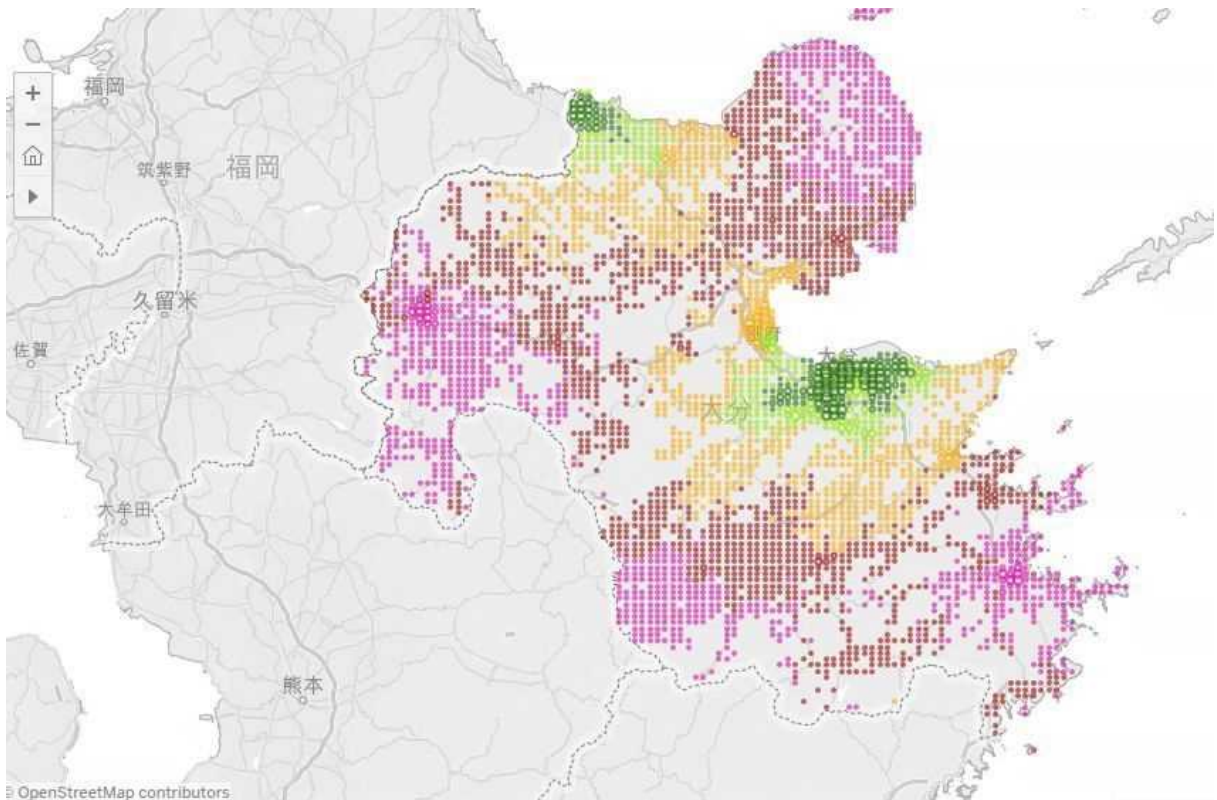 福岡
+
−
筑紫野
福岡
久留米
佐賀
大分
大分
大牟田
熊本
© OpenStreetMap contributors